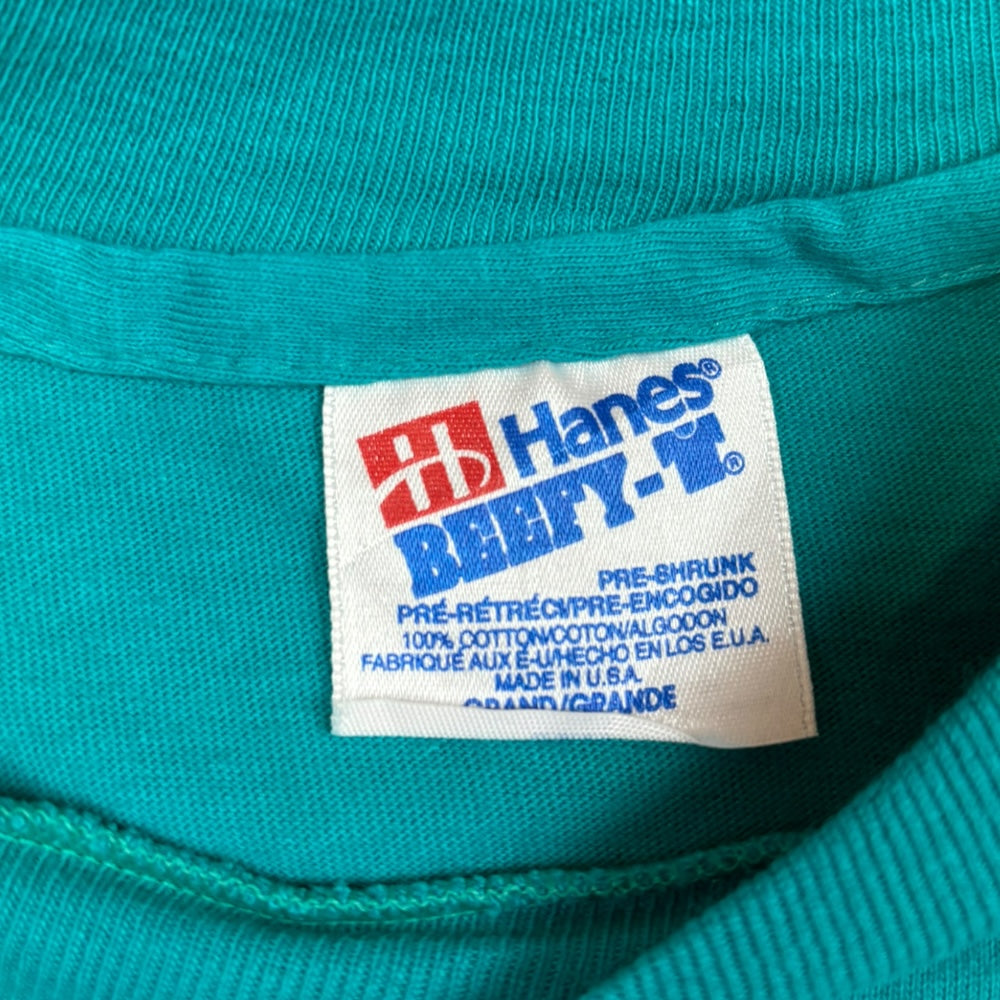 Hanes®
BEEFY-T®
PRE-SHRUNK
PRÉ-RÉTRÉCI/PRE-ENCOGIDO
100% COTTON/COTON/ALGODON
FABRIQUÉ AUX É-U/HECHO EN LOS E.U.A.
MADE IN U.S.A.
GRAND/GRANDE